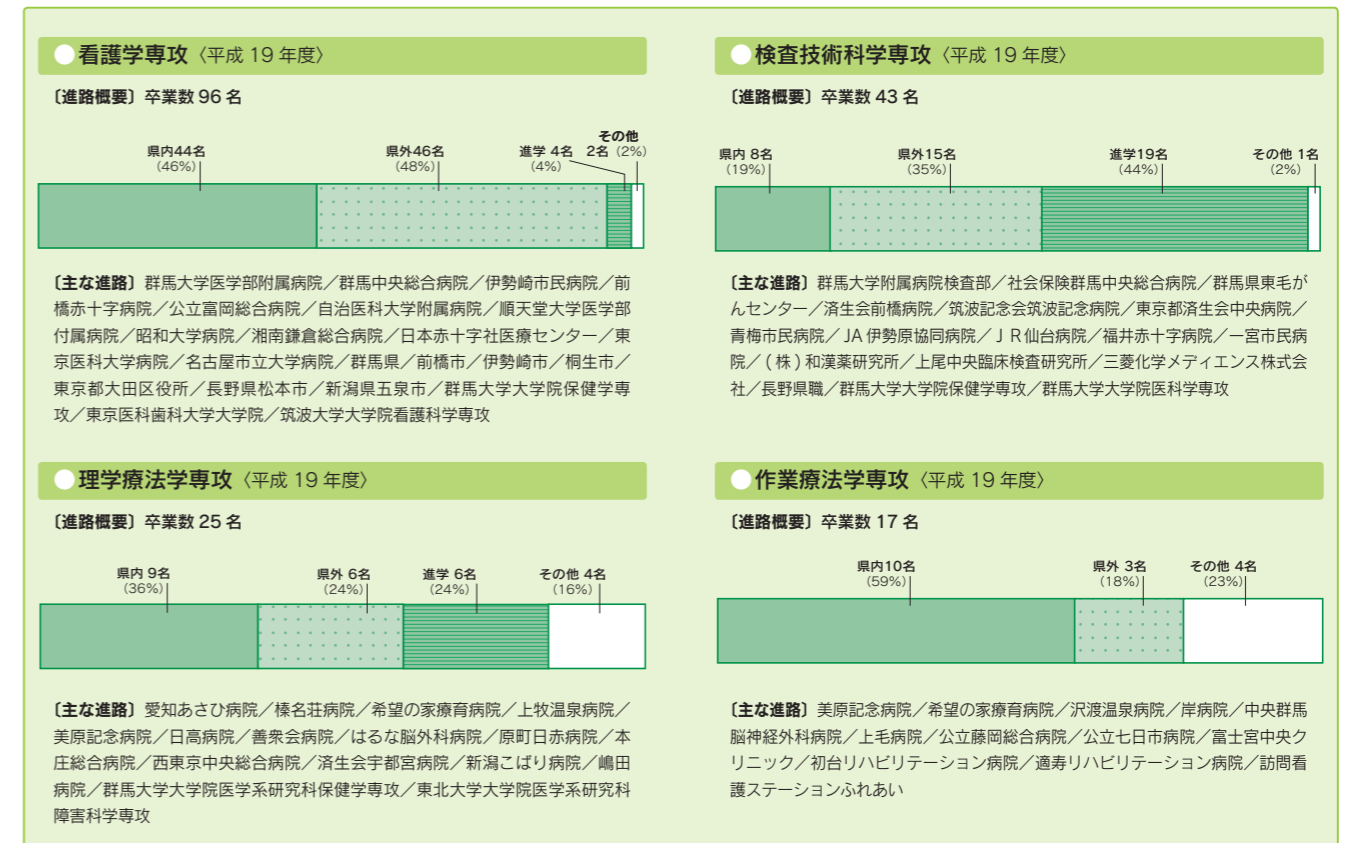 看護学専攻〈平成 19 年度〉
〔進路概要〕卒業数 96 名
県内44名
(46%)
県外46名
(48%)
進学 4名
(4%)
その他
2名 (2%)
〔主な進路〕群馬大学医学部附属病院／群馬中央総合病院／伊勢崎市民病院／前
橋赤十字病院／公立富岡総合病院／自治医科大学附属病院／順天堂大学医学部
付属病院／昭和大学病院／湘南鎌倉総合病院／日本赤十字社医療センター／東
京医科大学病院／名古屋市立大学病院／群馬県／前橋市／伊勢崎市／桐生市／
東京都大田区役所／長野県松本市／新潟県五泉市／群馬大学大学院保健学専
攻／東京医科歯科大学大学院／筑波大学大学院看護科学専攻
検査技術科学専攻〈平成 19 年度〉
〔進路概要〕卒業数 43 名
県内 8名
(19%)
県外15名
(35%)
進学19名
(44%)
その他 1名
(2%)
〔主な進路〕群馬大学附属病院検査部／社会保険群馬中央総合病院／群馬県東毛が
んセンター／済生会前橋病院／筑波記念会筑波記念病院／東京都済生会中央病院／
青梅市民病院／ JA 伊勢原協同病院／ＪＲ仙台病院／福井赤十字病院／一宮市民病
院／ ( 株 ) 和漢薬研究所／上尾中央臨床検査研究所／三菱化学メディエンス株式会
社／長野県職／群馬大学大学院保健学専攻／群馬大学大学院医科学専攻
理学療法学専攻〈平成 19 年度〉
〔進路概要〕卒業数 25 名
県内 9名
(36%)
県外 6名
(24%)
進学 6名
(24%)
その他 4名
(16%)
〔主な進路〕愛知あさひ病院／榛名荘病院／希望の家療育病院／上牧温泉病院／
美原記念病院／日高病院／善衆会病院／はるな脳外科病院／原町日赤病院／本
庄総合病院／西東京中央総合病院／済生会宇都宮病院／新潟こばり病院／嶋田
病院／群馬大学大学院医学系研究科保健学専攻／東北大学大学院医学系研究科
障害科学専攻
作業療法学専攻〈平成 19 年度〉
〔進路概要〕卒業数 17 名
県内10名
(59%)
県外 3名
(18%)
その他 4名
(23%)
〔主な進路〕美原記念病院／希望の家療育病院／沢渡温泉病院／岸病院／中央群馬
脳神経外科病院／上毛病院／公立藤岡総合病院／公立七日市病院／富士宮中央ク
リニック／初台リハビリテーション病院／適寿リハビリテーション病院／訪問看
護ステーションふれあい